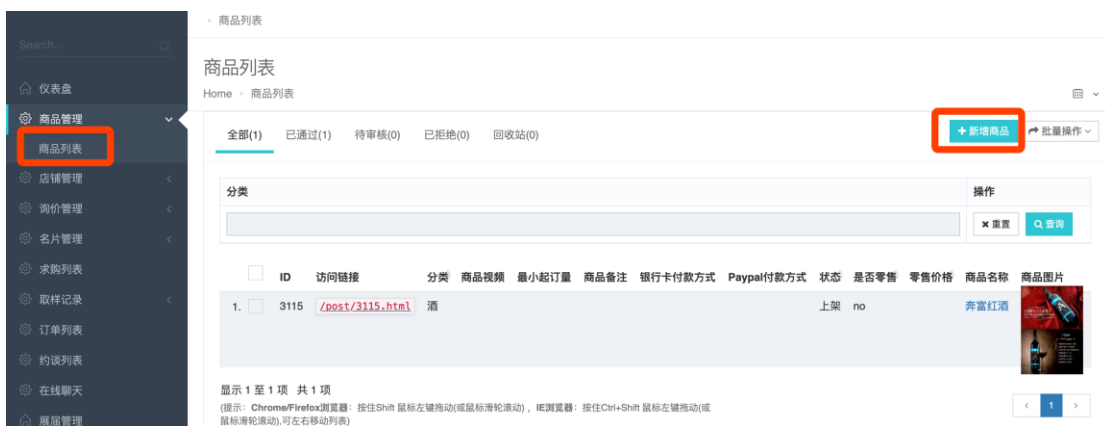 商品列表
Search...
商品列表
Home 商品列表
仪表盘
商品管理
商品列表
店铺管理
询价管理
名片管理
求购列表
取样记录
订单列表
约谈列表
在线聊天
展届管理
全部(1) 已通过(1) 待审核(0) 已拒绝(0) 回收站(0)
+ 新增商品 批量操作
分类 操作
× 重置 查询
ID 访问链接 分类 商品视频 最小起订量 商品备注 银行卡付款方式 Paypal付款方式 状态 是否零售 零售价格 商品名称 商品图片
1. 3115 /post/3115.html 酒 上架 no 奔富红酒
显示 1 至 1 项 共 1 项
(提示: Chrome/Firefox浏览器: 按住Shift 鼠标左键拖动(或鼠标滑轮滚动) , IE浏览器: 按住Ctrl+Shift 鼠标左键拖动(或
鼠标滑轮滚动),可左右移动列表)
< 1 >